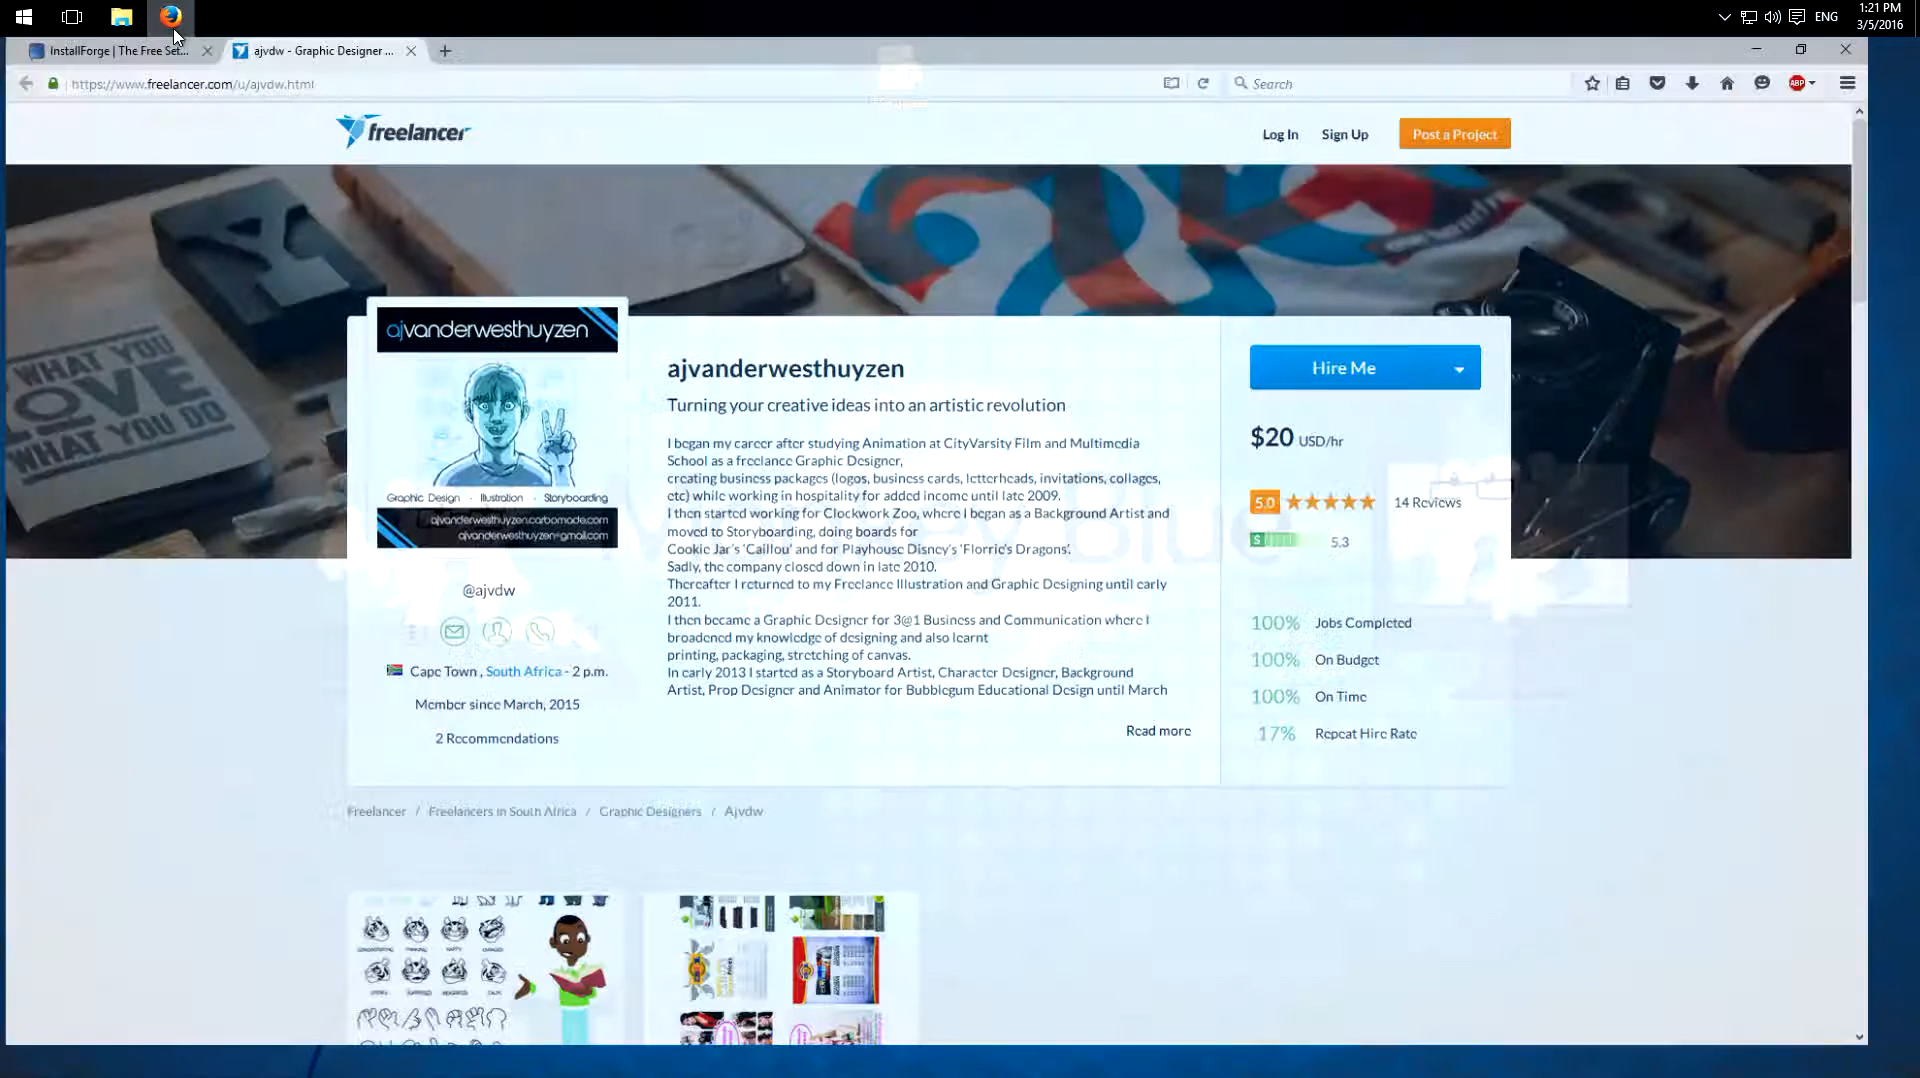 ENG
1:21 PM
3/5/2016
InstallForge | The Free Set...
ajvdw - Graphic Designer ...
https://www.freelancer.com/u/ajvdw.html
Search
ABP
freelancer
Log In
Sign Up
Post a Project
WHAT YOU
LOVE
WHAT YOU DO
ajvanderwesthuyzen
Graphic Design · Illustration · Storyboarding
ajvanderwesthuyzen.carbonmade.com
ajvanderwesthuyzen@gmail.com
@ajvdw
Cape Town , South Africa - 2 p.m.
Member since March, 2015
2 Recommendations
ajvanderwesthuyzen
Turning your creative ideas into an artistic revolution
I began my career after studying Animation at CityVarsity Film and Multimedia
School as a freelance Graphic Designer,
creating business packages (logos, business cards, letterheads, invitations, collages,
etc) while working in hospitality for added income until late 2009.
I then started working for Clockwork Zoo, where I began as a Background Artist and
moved to Storyboarding, doing boards for
Cookie Jar's 'Caillou' and for Playhouse Disney's 'Florrie's Dragons'.
Sadly, the company closed down in late 2010.
Thereafter I returned to my Freelance Illustration and Graphic Designing until early
2011.
I then became a Graphic Designer for 3@1 Business and Communication where I
broadened my knowledge of designing and also learnt
printing, packaging, stretching of canvas.
In early 2013 I started as a Storyboard Artist, Character Designer, Background
Artist, Prop Designer and Animator for Bubblegum Educational Design until March
Read more
Hire Me
$20 USD/hr
5.0
14 Reviews
$
5.3
100% Jobs Completed
100% On Budget
100% On Time
17% Repeat Hire Rate
Blue
Freelancer / Freelancers in South Africa / Graphic Designers / Ajvdw